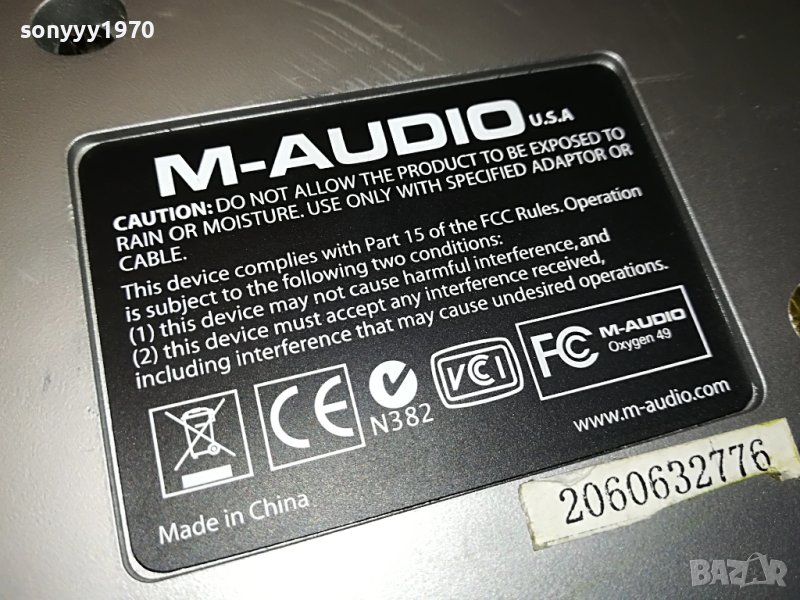 sonyyy1970
M-AUDIO U.S.A
CAUTION: DO NOT ALLOW THE PRODUCT TO BE EXPOSED TO
RAIN OR MOISTURE. USE ONLY WITH SPECIFIED ADAPTOR OR
CABLE.
This device complies with Part 15 of the FCC Rules. Operation
is subject to the following two conditions:
(1) this device may not cause harmful interference, and
(2) this device must accept any interference received,
including interference that may cause undesired operations.
CE
N382
VCI
FC M-AUDIO
Oxygen 49
www.m-audio.com
Made in China
2060632776
BAZAR